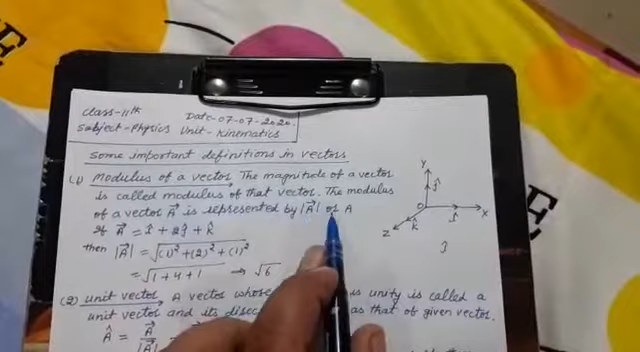 Class-11th Date-07-07-2020.
Subject-Physics Unit-Kinematics
Some important definitions in vectors
(1) Modulus of a vector The magnitude of a vector
is called modulus of that vector. The modulus
of a vector A⃗ is represented by |A⃗| or A
If A⃗ = î + 2ĵ + k̂
then |A⃗| = √(1)²+(2)²+(1)²
= √1+4+1 → √6
(2) unit vector A vector whose is unity is called a
unit vector and its as that of given vector.
Â = A⃗
|A⃗|
Y
ĵ
O
î
X
k̂
Z